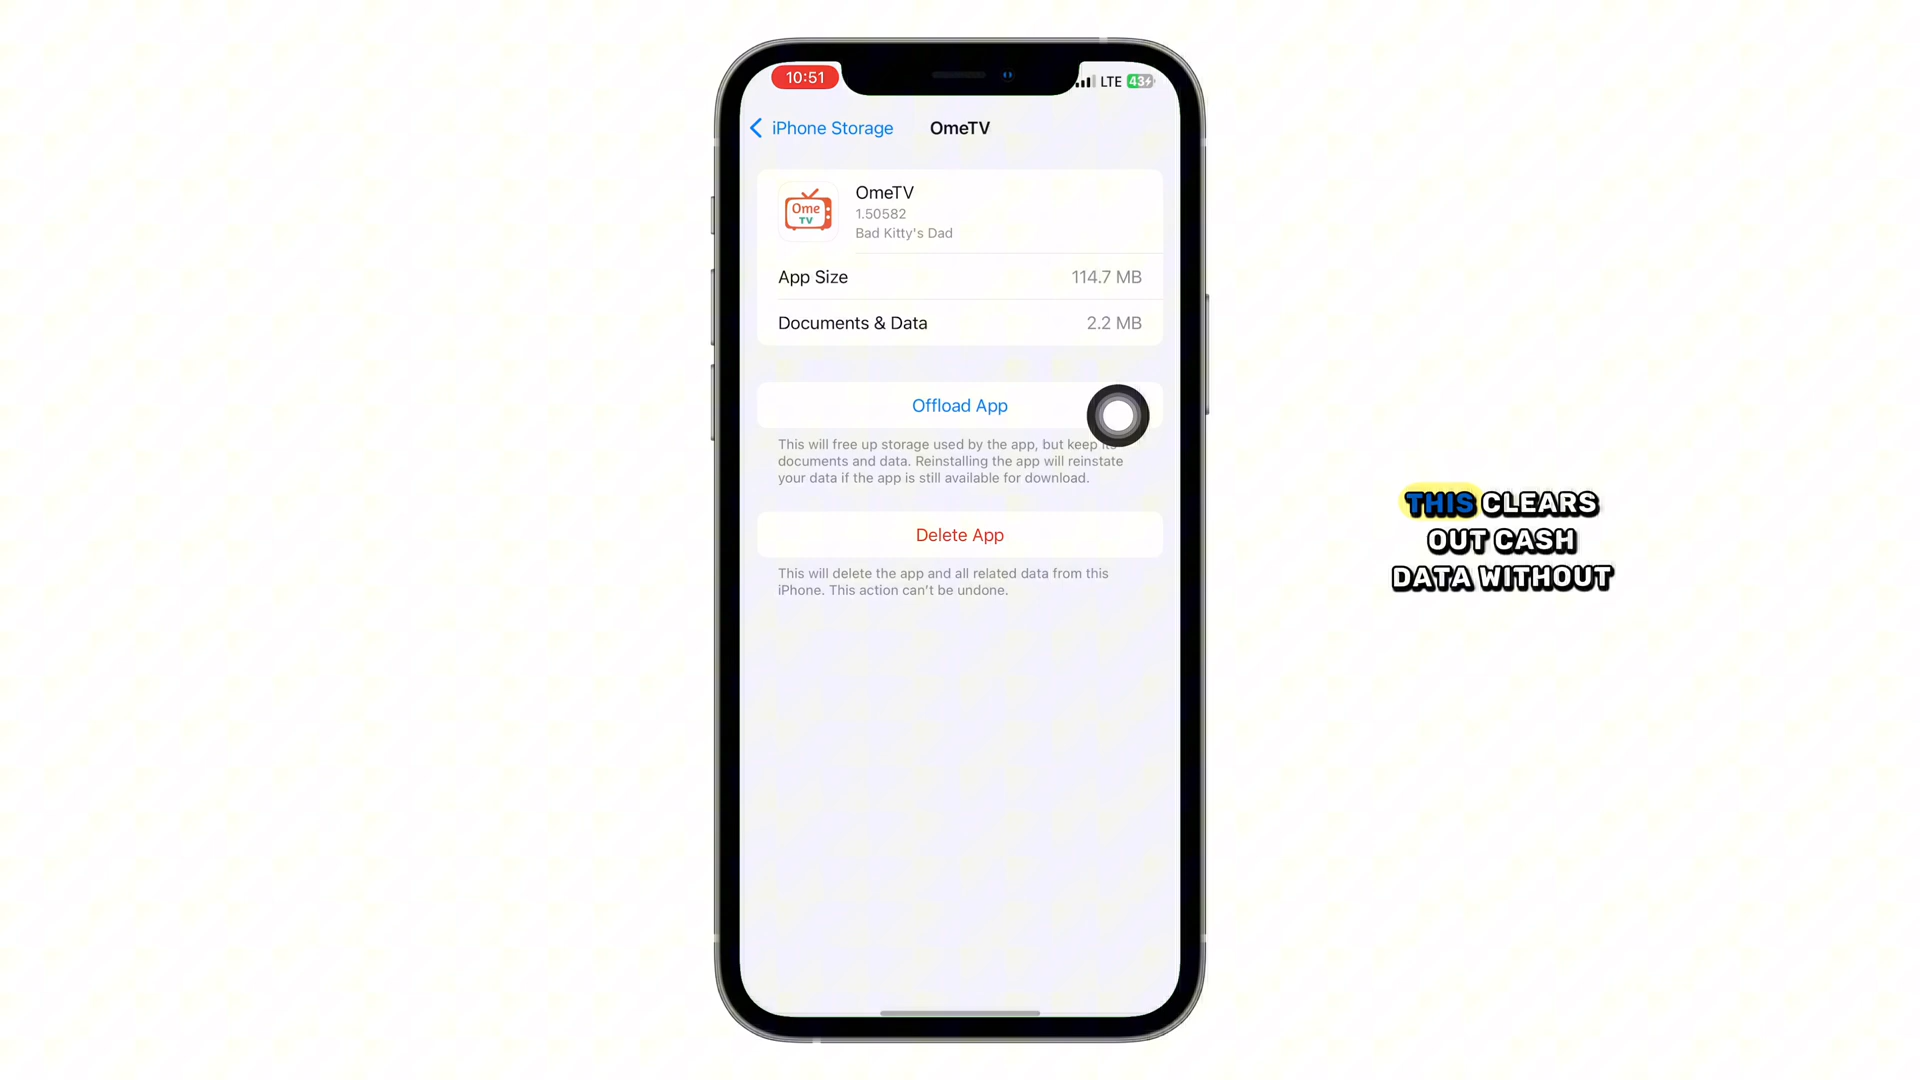 10:51
LTE 43
iPhone Storage
OmeTV
Ome
TV
OmeTV
1.50582
Bad Kitty's Dad
App Size
114.7 MB
Documents & Data
2.2 MB
Offload App
This will free up storage used by the app, but keep its
documents and data. Reinstalling the app will reinstate
your data if the app is still available for download.
Delete App
This will delete the app and all related data from this
iPhone. This action can't be undone.
THIS CLEARS
OUT CASH
DATA WITHOUT